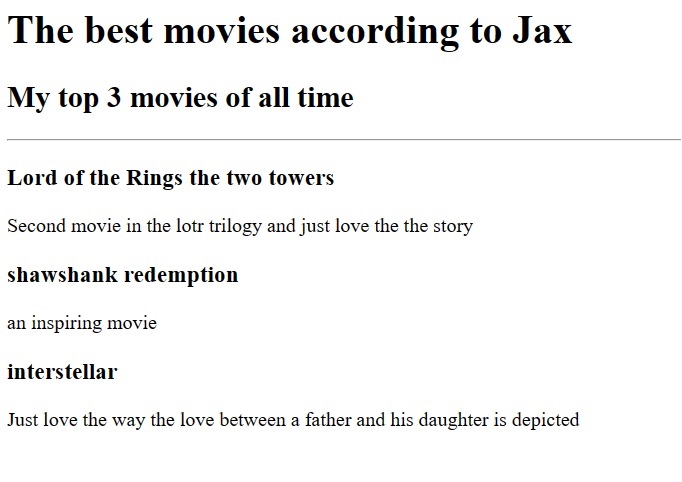 The best movies according to Jax
My top 3 movies of all time
Lord of the Rings the two towers
Second movie in the lotr trilogy and just love the the story
shawshank redemption
an inspiring movie
interstellar
Just love the way the love between a father and his daughter is depicted